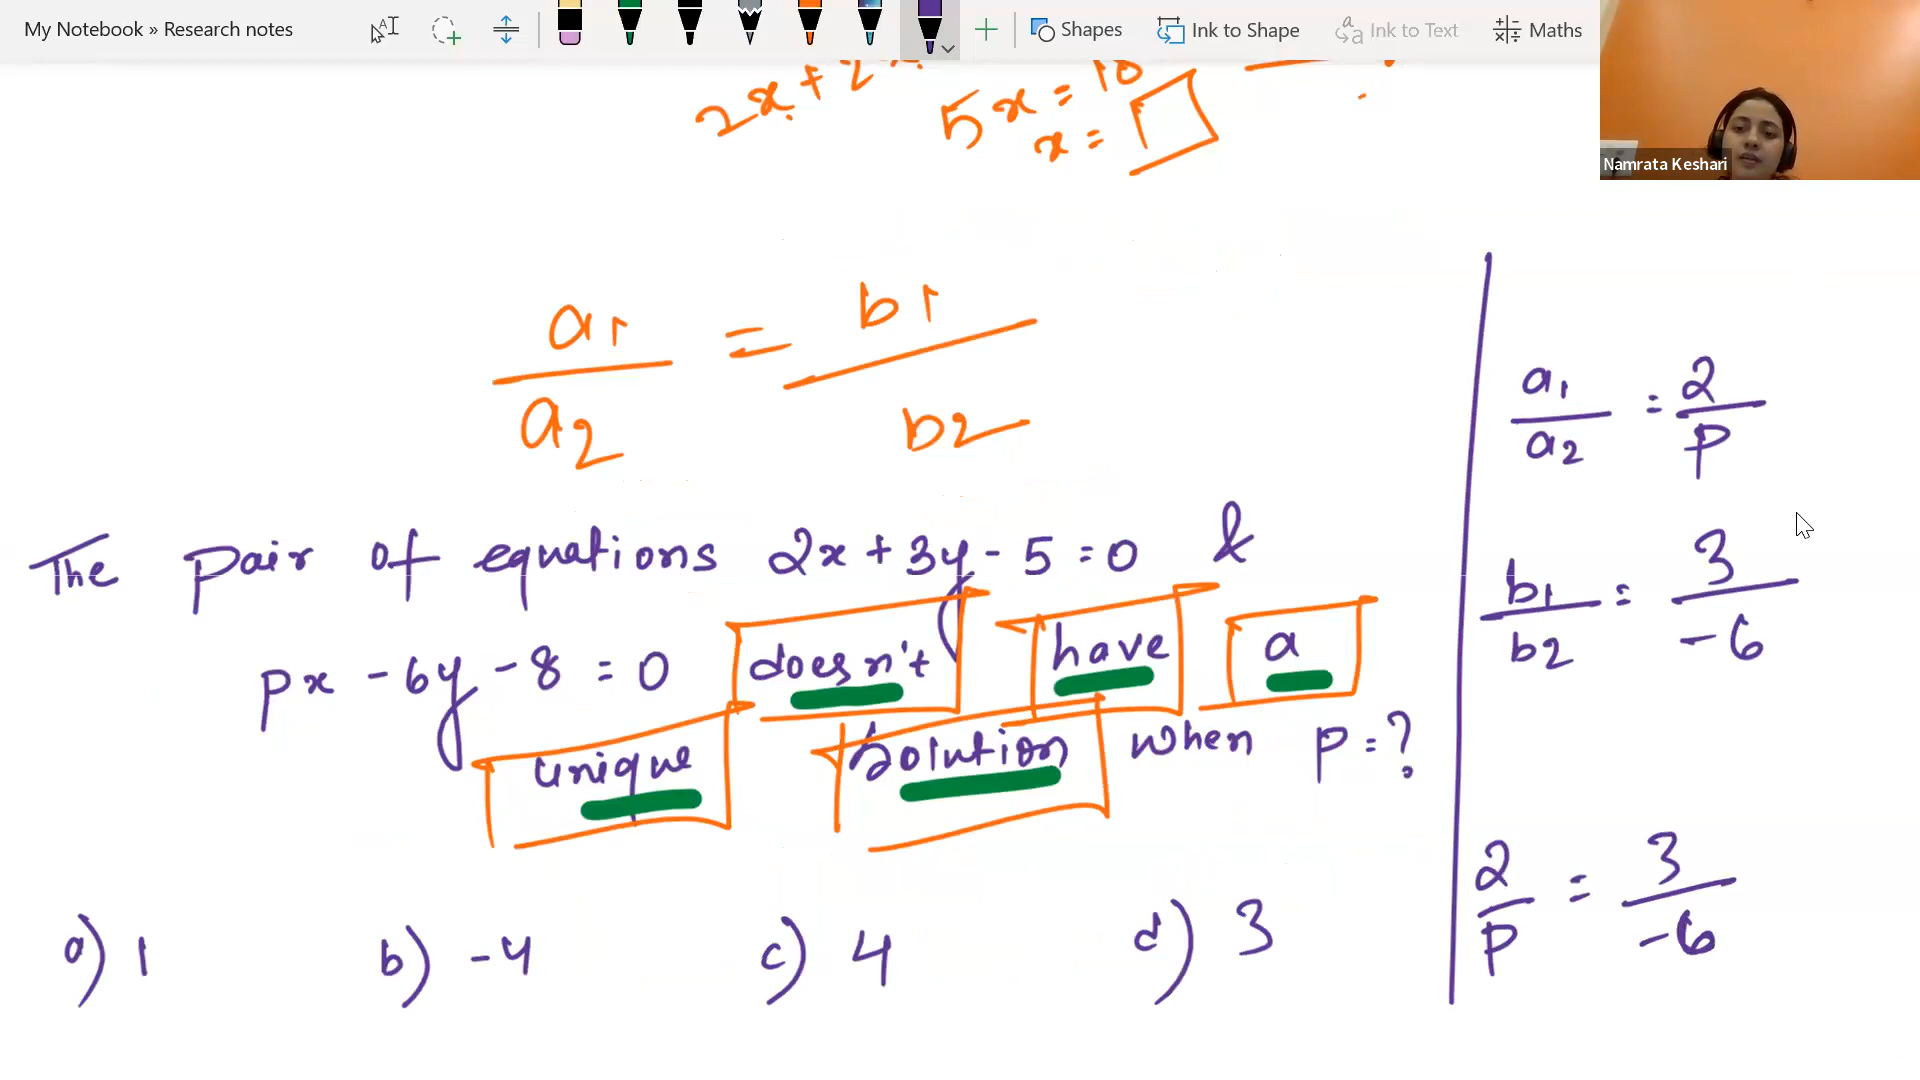 My Notebook » Research notes
Shapes
Ink to Shape
Ink to Text
Maths
Namrata Keshari
2x+2
5x = 10
x =
a1 = b1
a2 b2
The pair of equations 2x + 3y - 5 = 0 &
px - 6y - 8 = 0 doesn't have a
unique solution when p = ?
a) 1 b) -4 c) 4 d) 3
a1 = 2
a2 p
b1 = 3
b2 -6
2 = 3
p -6